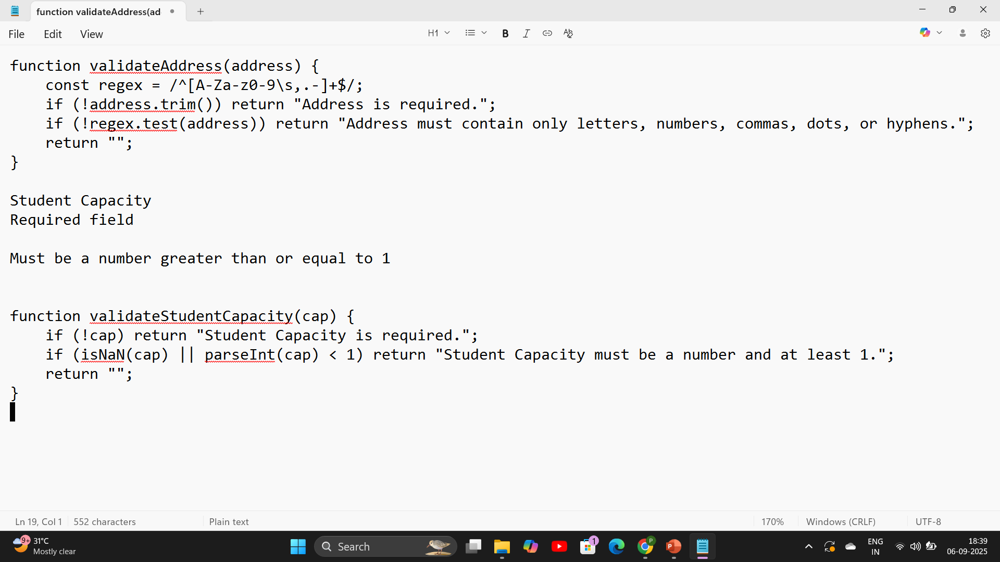 function validateAddress(ad
File Edit View H1
function validateAddress(address) {
    const regex = /^[A-Za-z0-9\s,.-]+$/;
    if (!address.trim()) return "Address is required.";
    if (!regex.test(address)) return "Address must contain only letters, numbers, commas, dots, or hyphens.";
    return "";
}
Student Capacity
Required field
Must be a number greater than or equal to 1
function validateStudentCapacity(cap) {
    if (!cap) return "Student Capacity is required.";
    if (isNaN(cap) || parseInt(cap) < 1) return "Student Capacity must be a number and at least 1.";
    return "";
}
Ln 19, Col 1 552 characters Plain text 170% Windows (CRLF) UTF-8
9+ 31°C Search 1 P P ENG 18:39
Mostly clear IN 06-09-2025